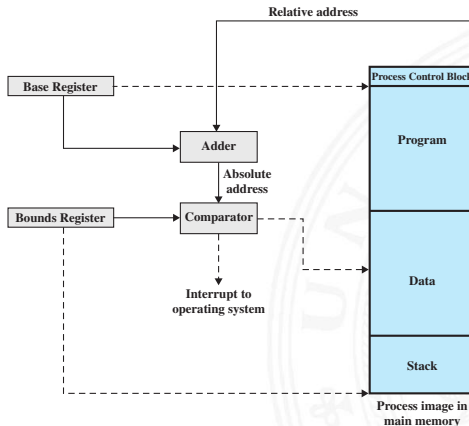 Relative address
Process Control Block
Base Register
Program
Adder
Absolute
address
Bounds Register
Comparator
Data
Interrupt to
operating system
Stack
Process image in
main memory